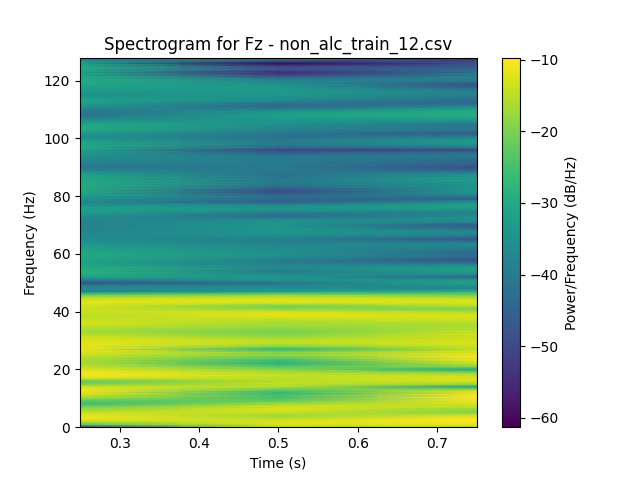 Spectrogram for Fz - non_alc_train_12.csv
120
100
80
60
40
20
0
Frequency (Hz)
0.3 0.4 0.5 0.6 0.7
Time (s)
−10
−20
−30
−40
−50
−60
Power/Frequency (dB/Hz)